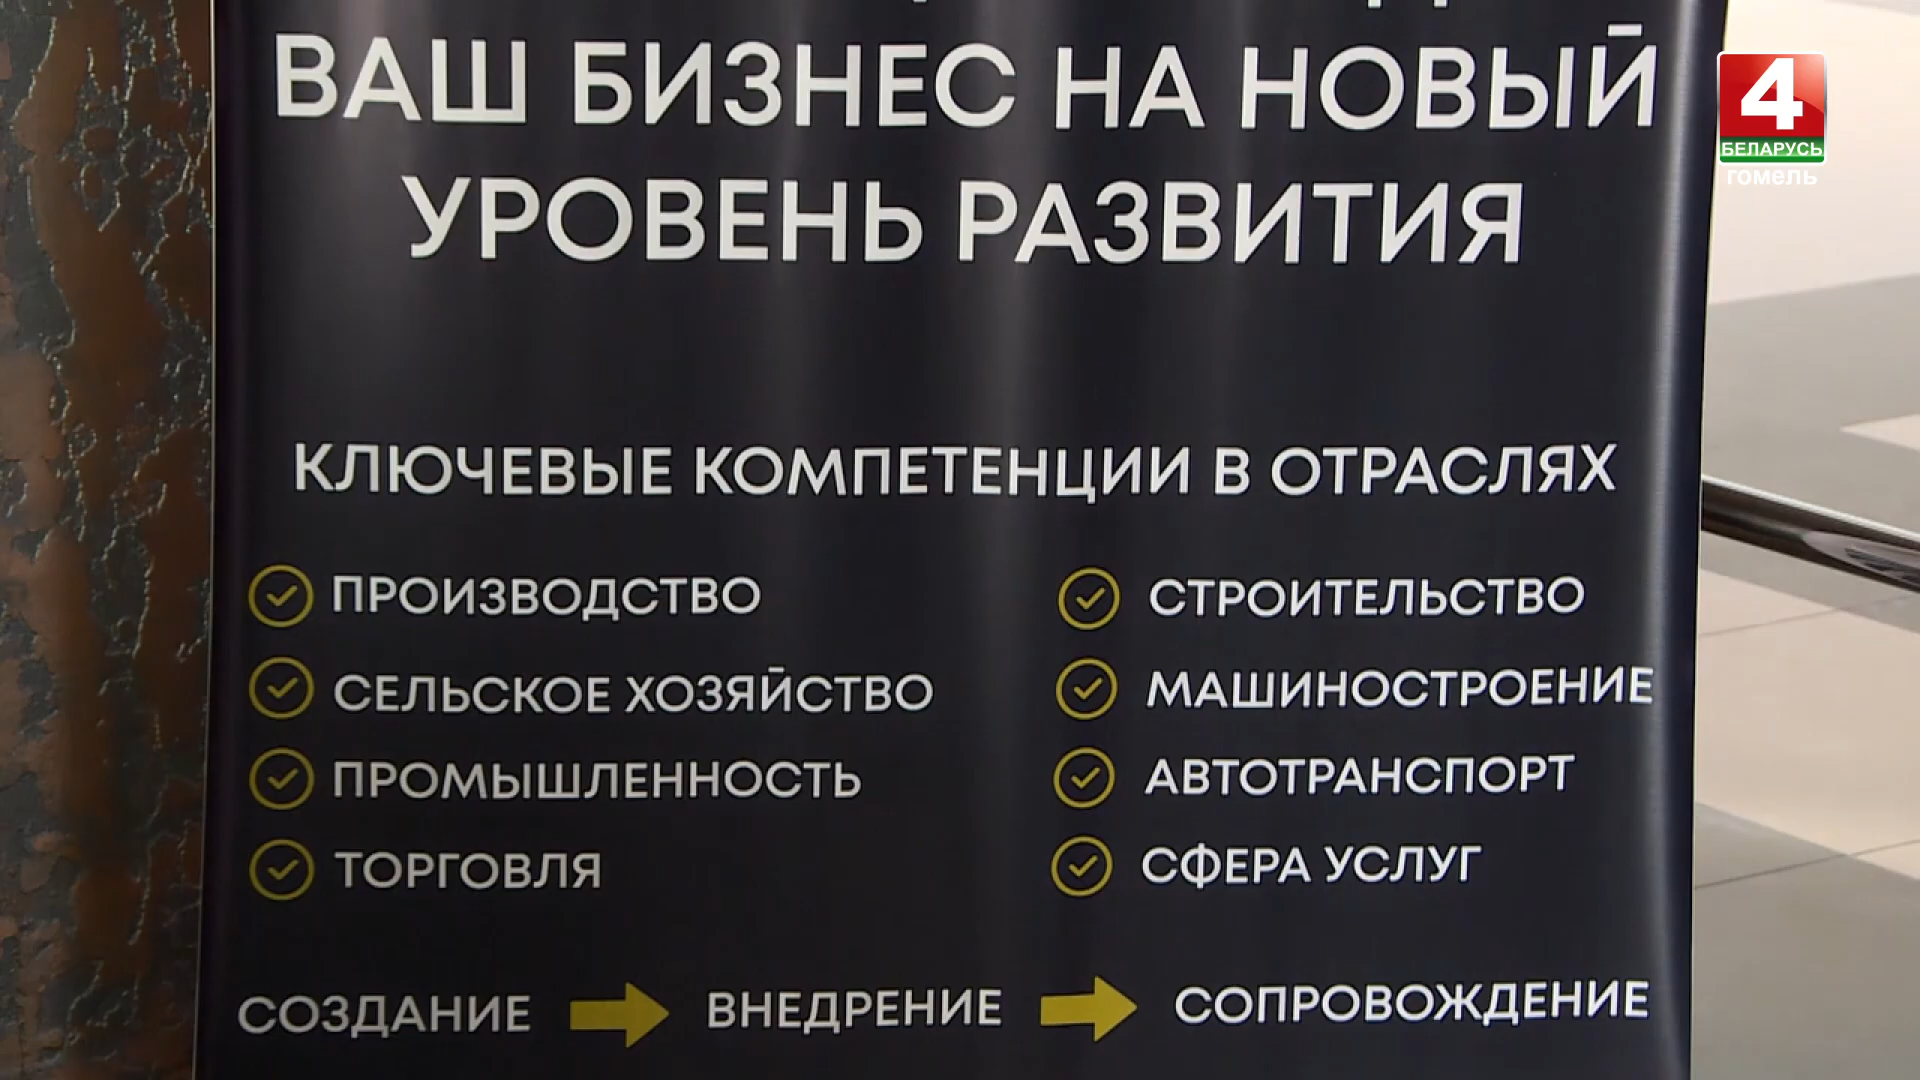 ВАШ БИЗНЕС НА НОВЫЙ
УРОВЕНЬ РАЗВИТИЯ
КЛЮЧЕВЫЕ КОМПЕТЕНЦИИ В ОТРАСЛЯХ
ПРОИЗВОДСТВО
СЕЛЬСКОЕ ХОЗЯЙСТВО
ПРОМЫШЛЕННОСТЬ
ТОРГОВЛЯ
СТРОИТЕЛЬСТВО
МАШИНОСТРОЕНИЕ
АВТОТРАНСПОРТ
СФЕРА УСЛУГ
СОЗДАНИЕ ВНЕДРЕНИЕ СОПРОВОЖДЕНИЕ
4
БЕЛАРУСЬ
гомель